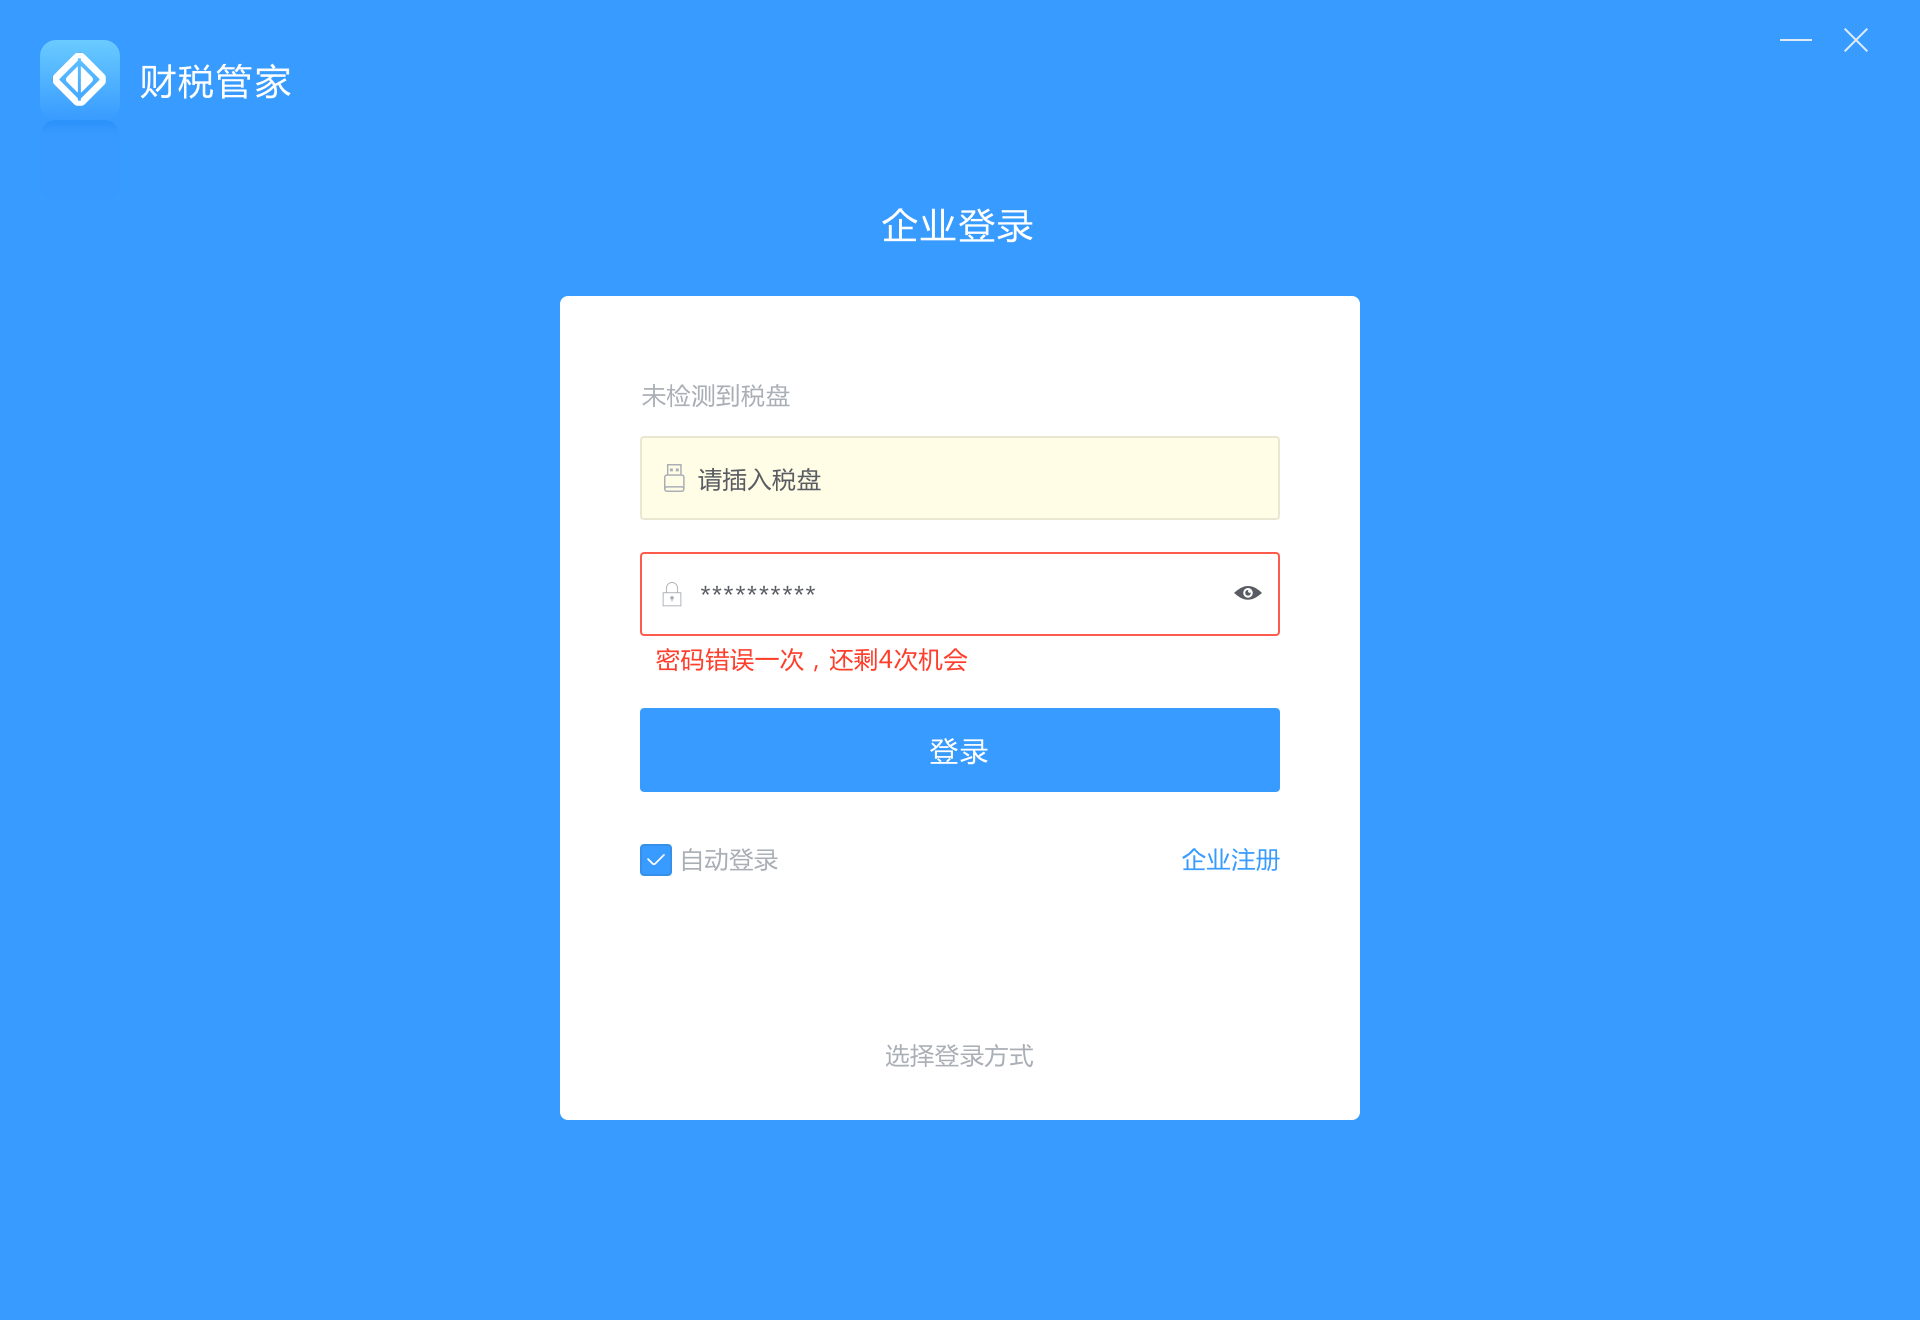 财税管家
企业登录
未检测到税盘
请插入税盘
**********
密码错误一次，还剩4次机会
登录
自动登录
企业注册
选择登录方式